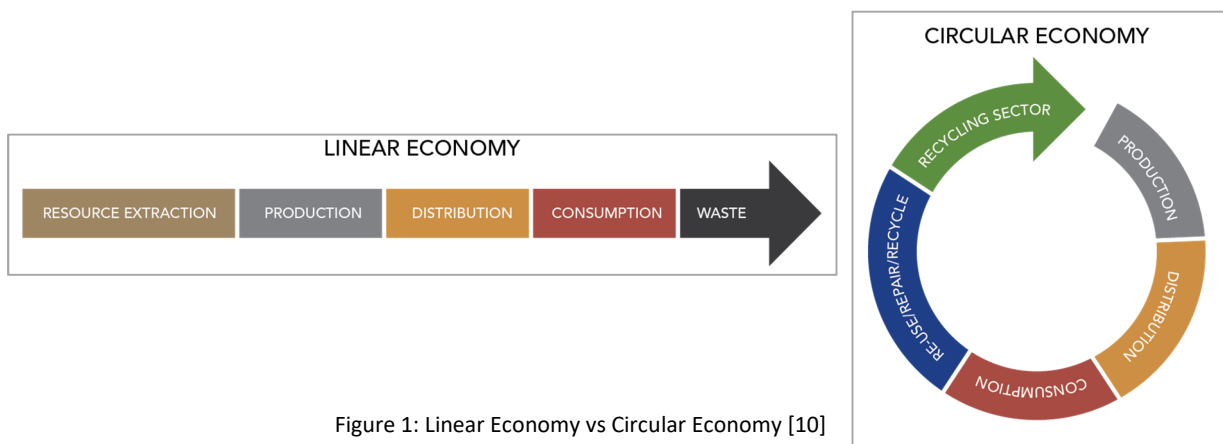 LINEAR ECONOMY
RESOURCE EXTRACTION
PRODUCTION
DISTRIBUTION
CONSUMPTION
WASTE
CIRCULAR ECONOMY
RECYCLING SECTOR
PRODUCTION
DISTRIBUTION
CONSUMPTION
RE-USE/REPAIR/RECYCLE
Figure 1: Linear Economy vs Circular Economy [10]